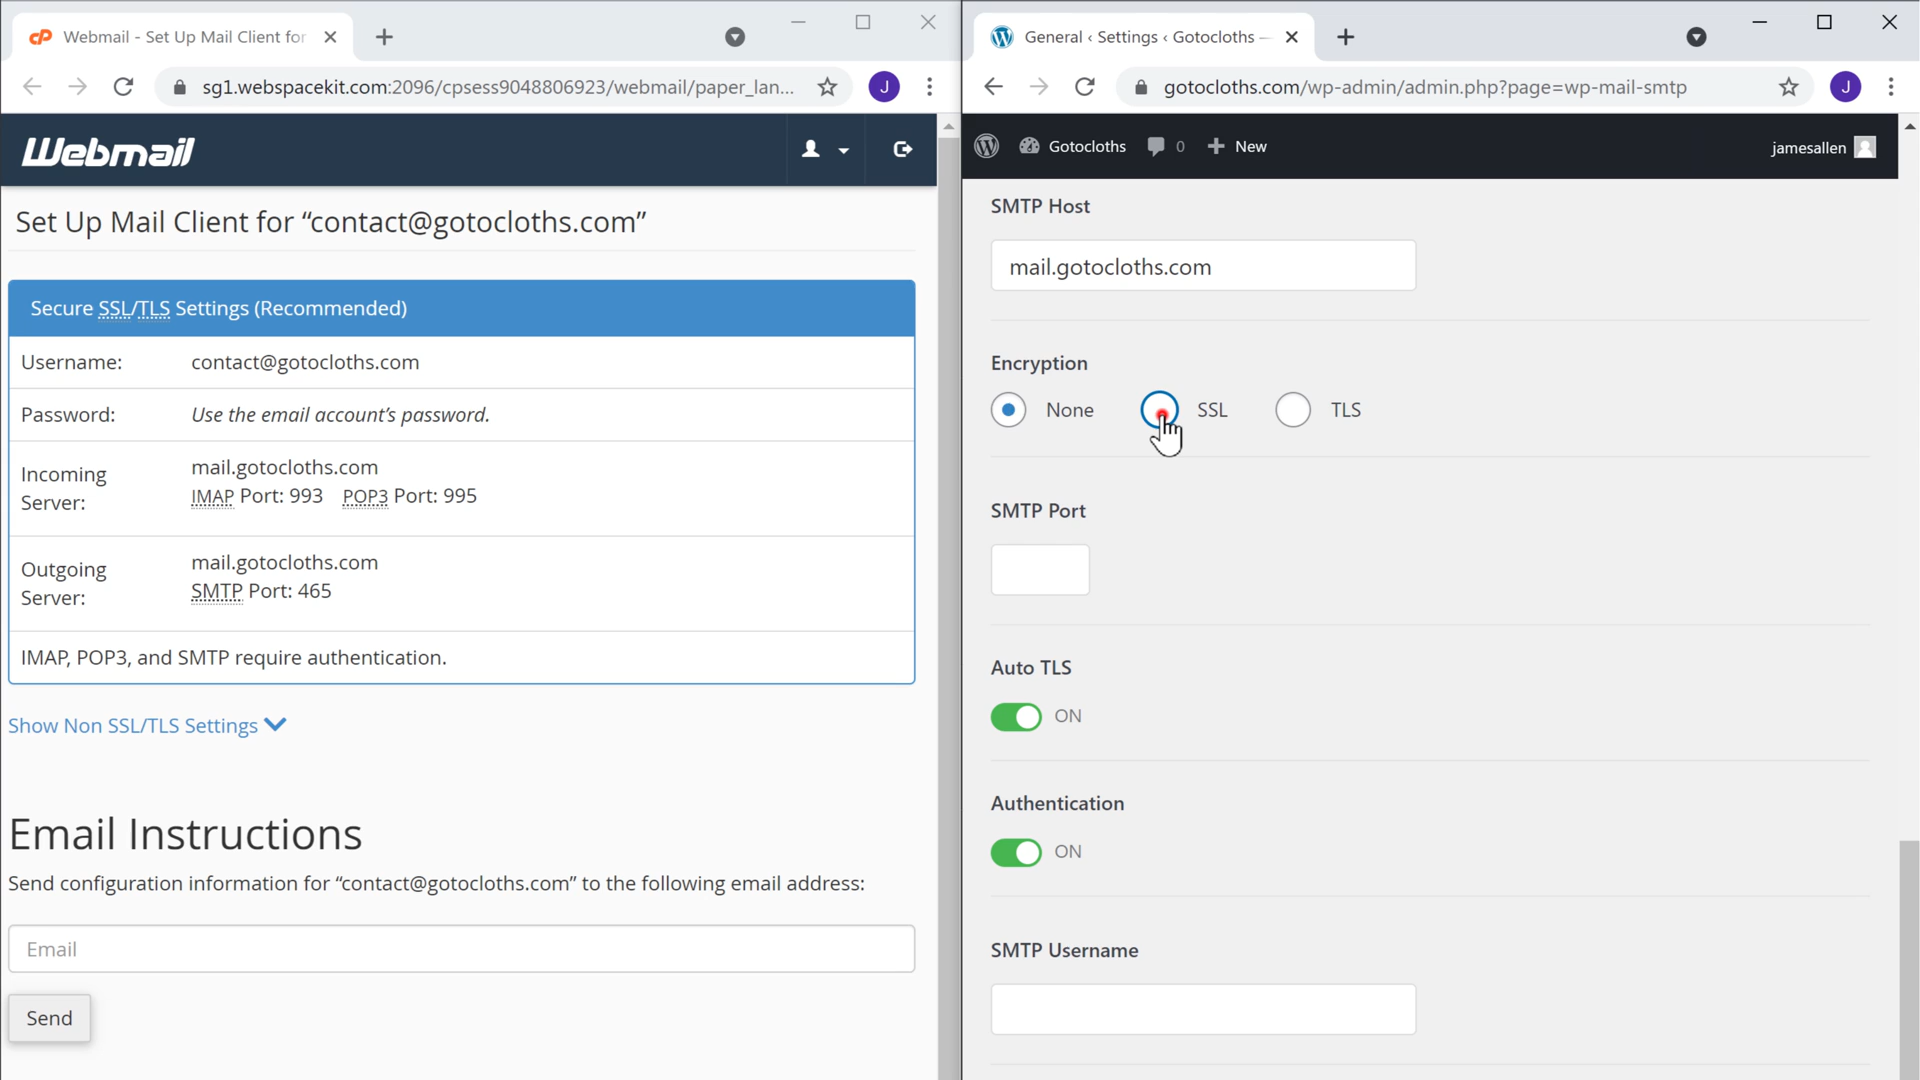 Webmail - Set Up Mail Client for
sg1.webspacekit.com:2096/cpsess9048806923/webmail/paper_lan...
J
Webmail
Set Up Mail Client for “contact@gotocloths.com”
Secure SSL/TLS Settings (Recommended)
Username: contact@gotocloths.com
Password: Use the email account’s password.
Incoming
Server:
mail.gotocloths.com
IMAP Port: 993 POP3 Port: 995
Outgoing
Server:
mail.gotocloths.com
SMTP Port: 465
IMAP, POP3, and SMTP require authentication.
Show Non SSL/TLS Settings
Email Instructions
Send configuration information for “contact@gotocloths.com” to the following email address:
Email
Send
General ‹ Settings ‹ Gotocloths —
gotocloths.com/wp-admin/admin.php?page=wp-mail-smtp
J
Gotocloths 0 New jamesallen
SMTP Host
mail.gotocloths.com
Encryption
None SSL TLS
SMTP Port
Auto TLS
ON
Authentication
ON
SMTP Username